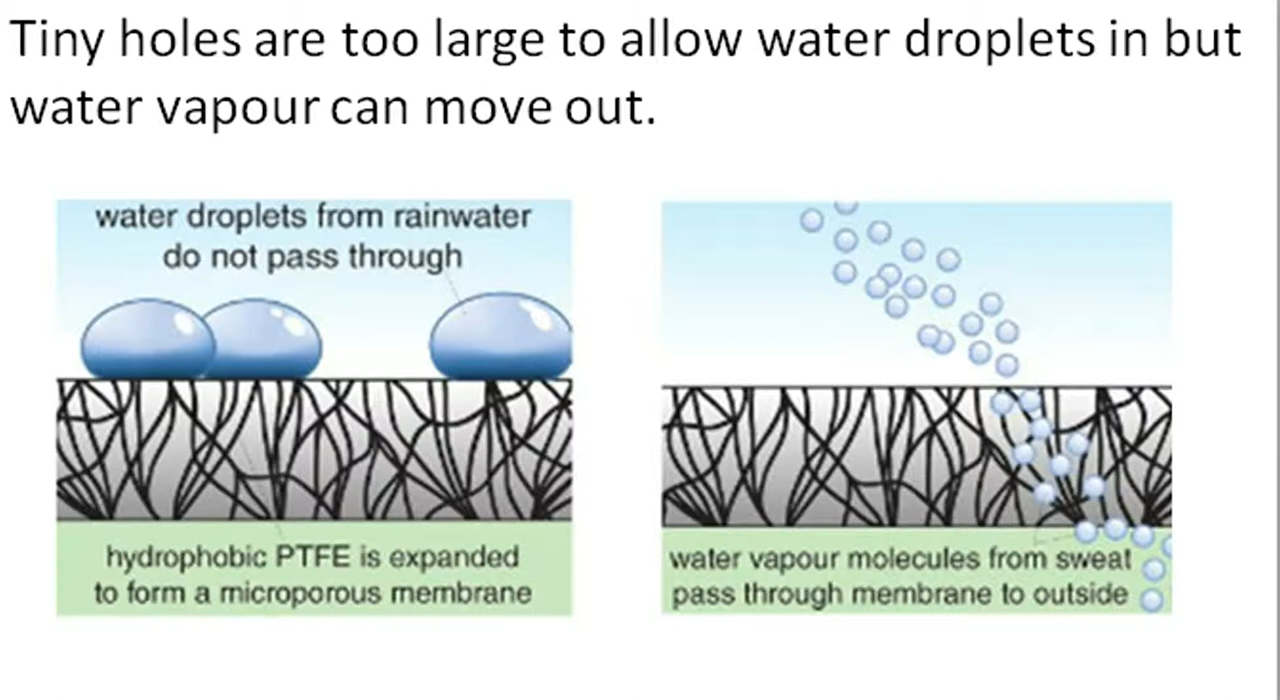 Tiny holes are too large to allow water droplets in but
water vapour can move out.
water droplets from rainwater
do not pass through
hydrophobic PTFE is expanded
to form a microporous membrane
water vapour molecules from sweat
pass through membrane to outside